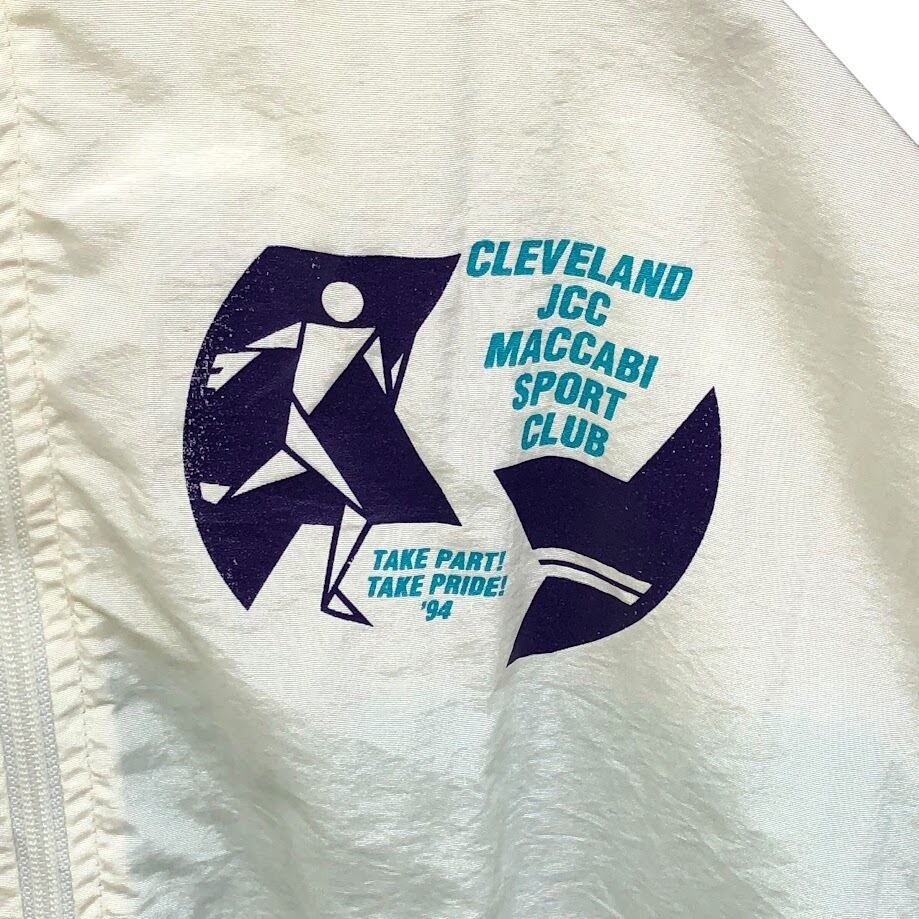 CLEVELAND
JCC
MACCABI
SPORT
CLUB
TAKE PART!
TAKE PRIDE!
'94